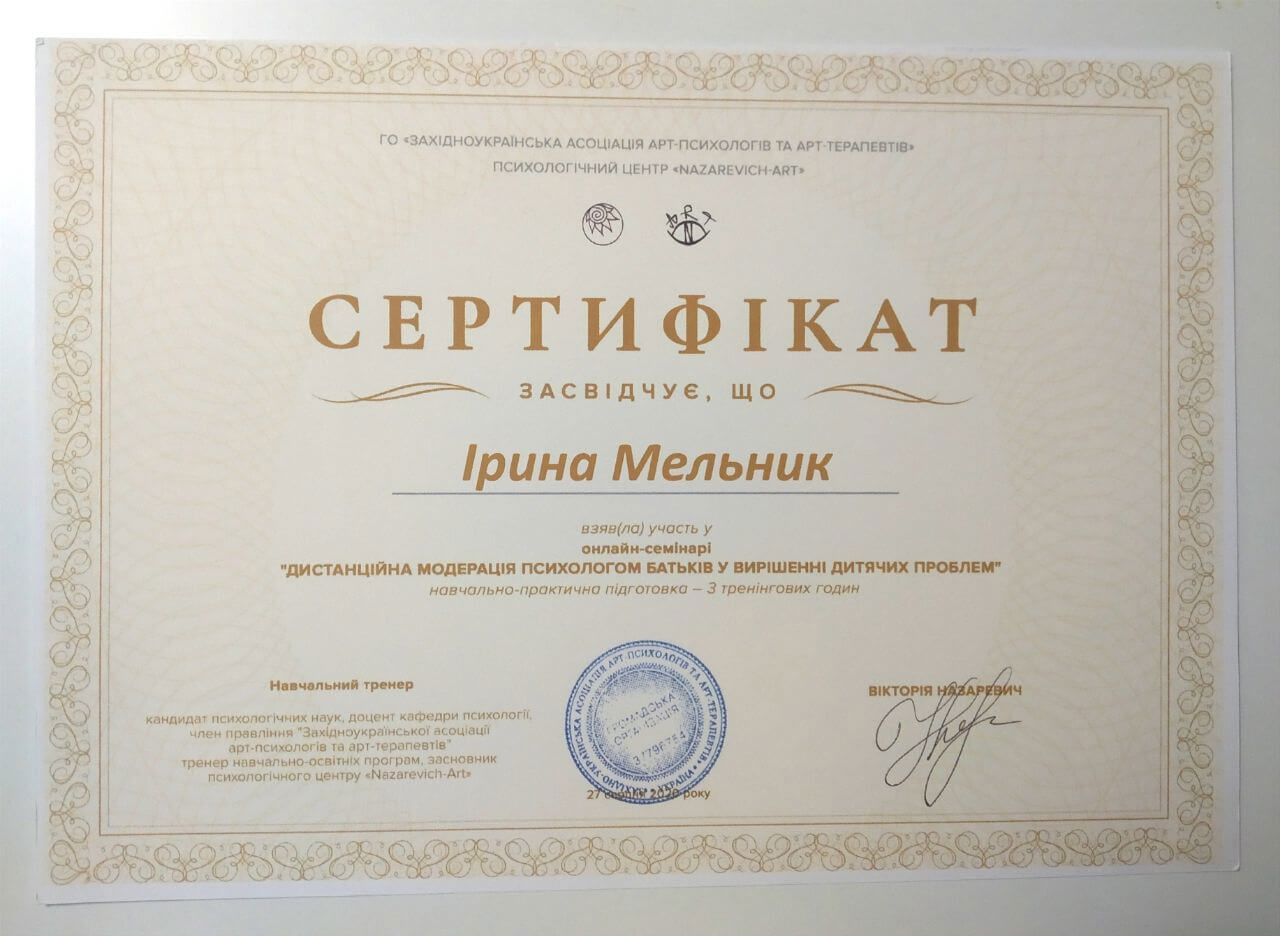 ГО «ЗАХІДНОУКРАЇНСЬКА АСОЦІАЦІЯ АРТ-ПСИХОЛОГІВ ТА АРТ-ТЕРАПЕВТІВ»
ПСИХОЛОГІЧНИЙ ЦЕНТР «NAZAREVICH-ART»
СЕРТИФІКАТ
ЗАСВІДЧУЄ, ЩО
Ірина Мельник
взяв(ла) участь у
онлайн-семінарі
"ДИСТАНЦІЙНА МОДЕРАЦІЯ ПСИХОЛОГОМ БАТЬКІВ У ВИРІШЕННІ ДИТЯЧИХ ПРОБЛЕМ"
навчально-практична підготовка – 3 тренінгових годин
Навчальний тренер
кандидат психологічних наук, доцент кафедри психології,
член правління "Західноукраїнської асоціації
арт-психологів та арт-терапевтів"
тренер навчально-освітніх програм, засновник
психологічного центру «Nazarevich-Art»
ГРОМАДСЬКА
ОРГАНІЗАЦІЯ
27 серпня 2020 року
ВІКТОРІЯ НАЗАРЕВИЧ